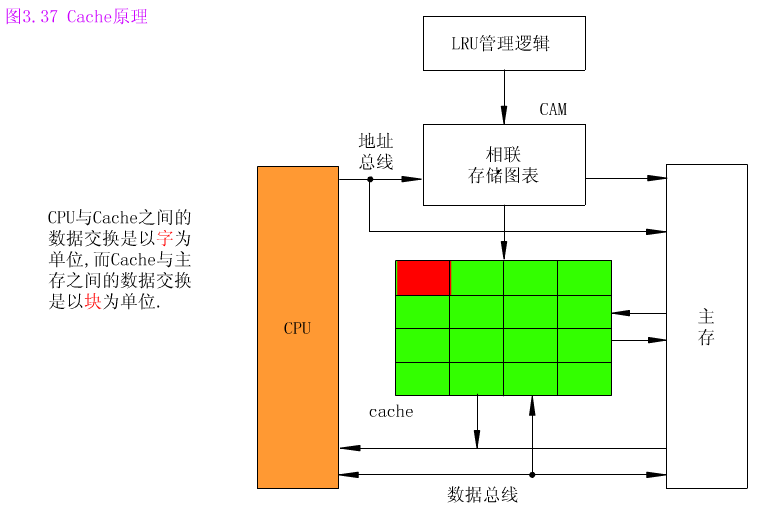 图3.37 Cache原理
LRU管理逻辑
CAM
地址
总线
相联
存储图表
CPU与Cache之间的
数据交换是以字为
单位,而Cache与主
存之间的数据交换
是以块为单位.
CPU
主
存
cache
数据总线